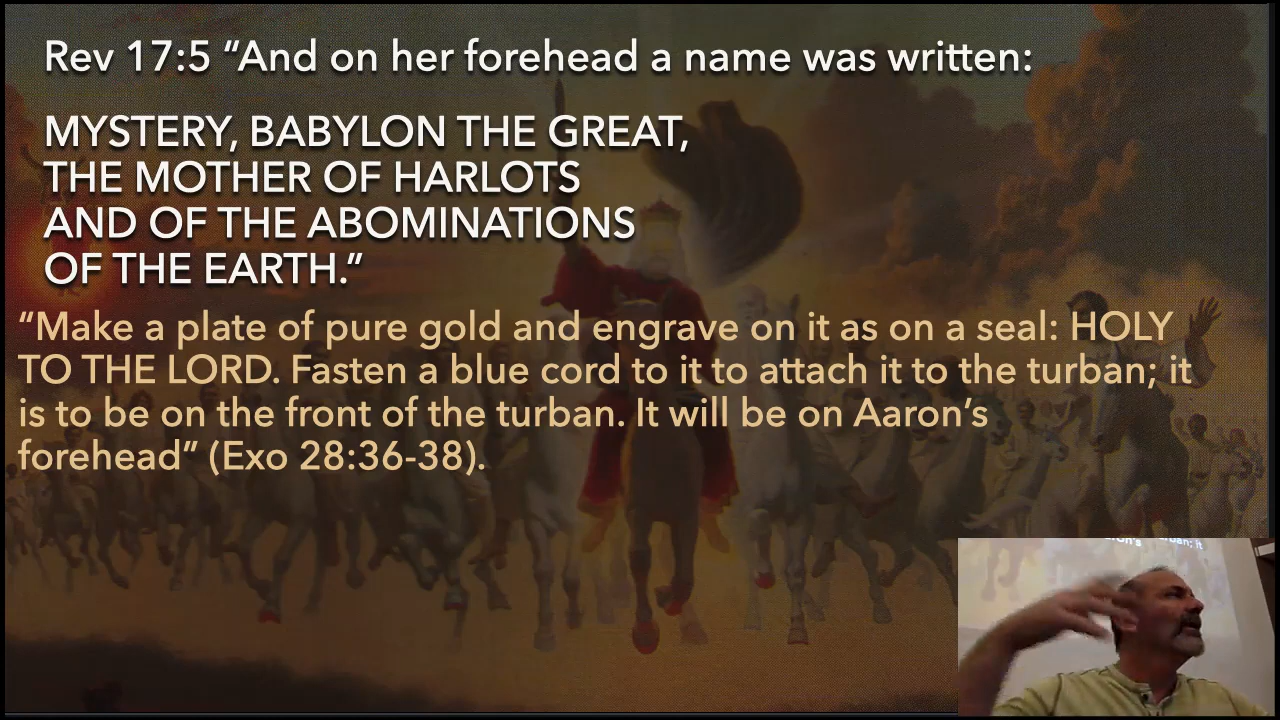 Rev 17:5 “And on her forehead a name was written:
MYSTERY, BABYLON THE GREAT,
THE MOTHER OF HARLOTS
AND OF THE ABOMINATIONS
OF THE EARTH.”
“Make a plate of pure gold and engrave on it as on a seal: HOLY
TO THE LORD. Fasten a blue cord to it to attach it to the turban; it
is to be on the front of the turban. It will be on Aaron’s
forehead” (Exo 28:36-38).